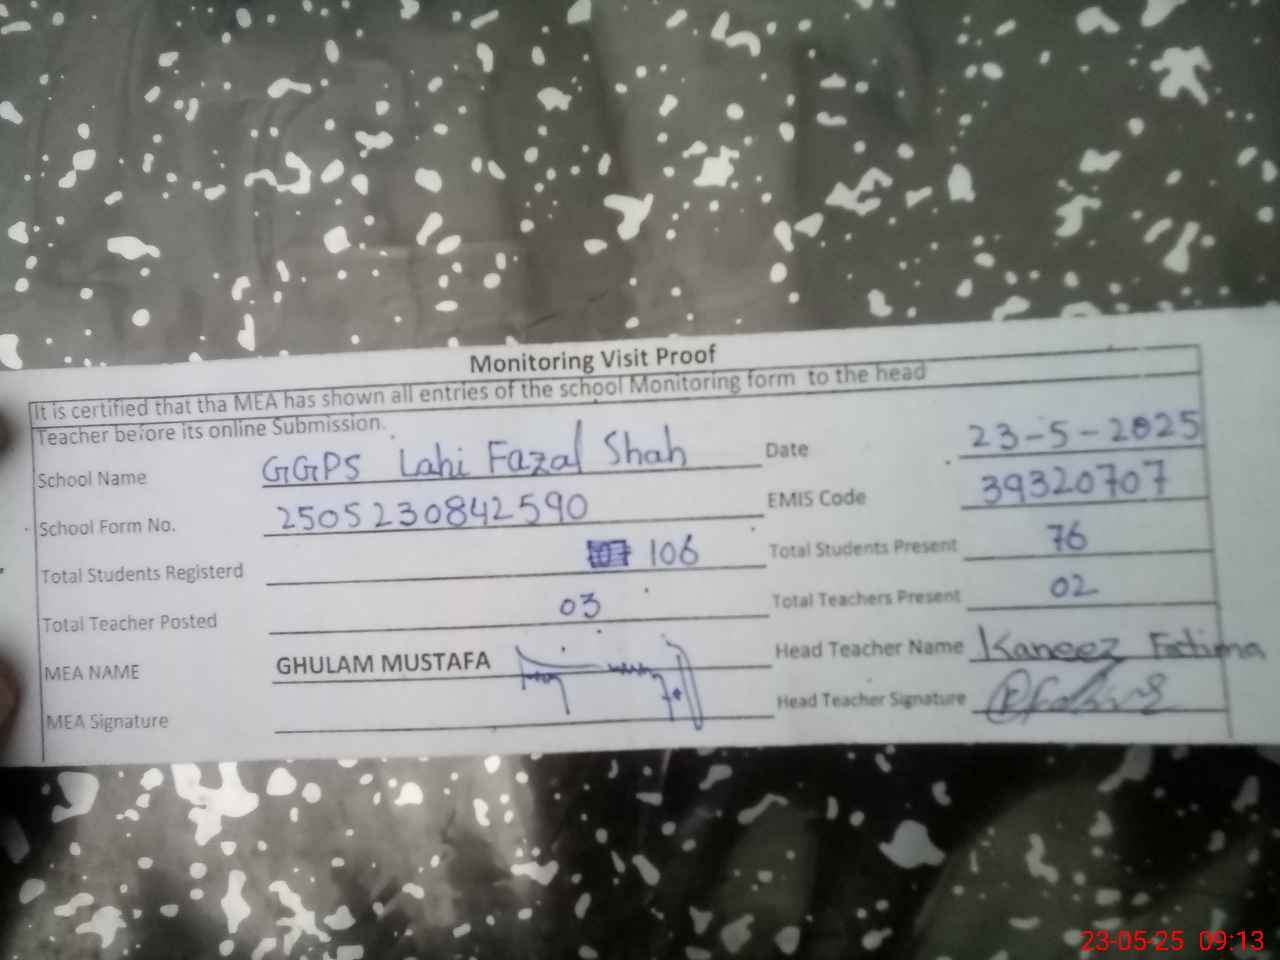 Monitoring Visit Proof
It is certified that tha MEA has shown all entries of the school Monitoring form to the head
Teacher before its online Submission.
School Name GGPS Lahi Fazal Shah Date 23-5-2025
School Form No. 2505230842590 EMIS Code 39320707
Total Students Registerd 106 Total Students Present 76
Total Teacher Posted 03 Total Teachers Present 02
MEA NAME GHULAM MUSTAFA Head Teacher Name Kaneez Fatima
MEA Signature Head Teacher Signature
23-05-25 09:13